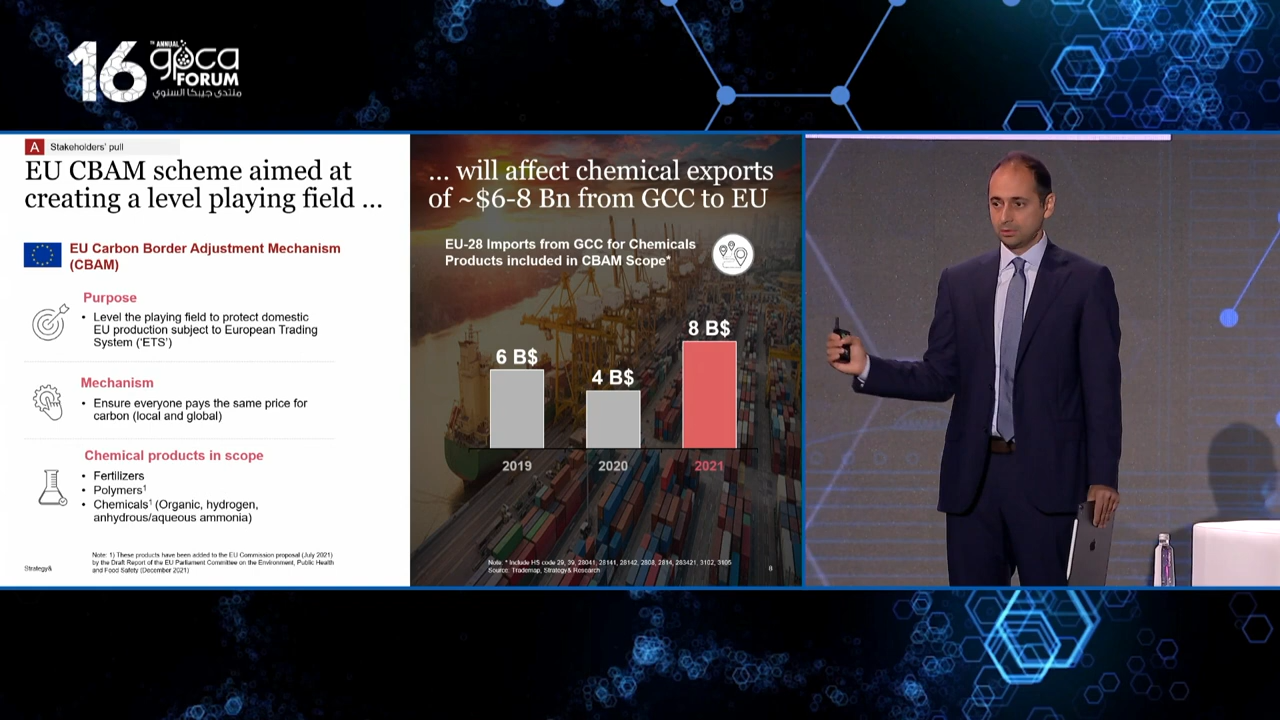 16
TH ANNUAL
gpca
FORUM
منتدى جيبكا السنوي
A Stakeholders' pull
EU CBAM scheme aimed at
creating a level playing field ...
EU Carbon Border Adjustment Mechanism
(CBAM)
Purpose
• Level the playing field to protect domestic
EU production subject to European Trading
System ('ETS')
Mechanism
• Ensure everyone pays the same price for
carbon (local and global)
Chemical products in scope
• Fertilizers
• Polymers¹
• Chemicals¹ (Organic, hydrogen,
anhydrous/aqueous ammonia)
Note: 1) These products have been added to the EU Commission proposal (July 2021)
by the Draft Report of the EU Parliament Committee on the Environment, Public Health
and Food Safety (December 2021)
Strategy&
... will affect chemical exports
of ~$6-8 Bn from GCC to EU
EU-28 Imports from GCC for Chemicals
Products included in CBAM Scope*
6 B$
4 B$
8 B$
2019
2020
2021
Note: * Include HS code 29, 39, 28041, 28141, 28142, 2808, 2814, 283421, 3102, 3105
Source: Trademap, Strategy& Research
8